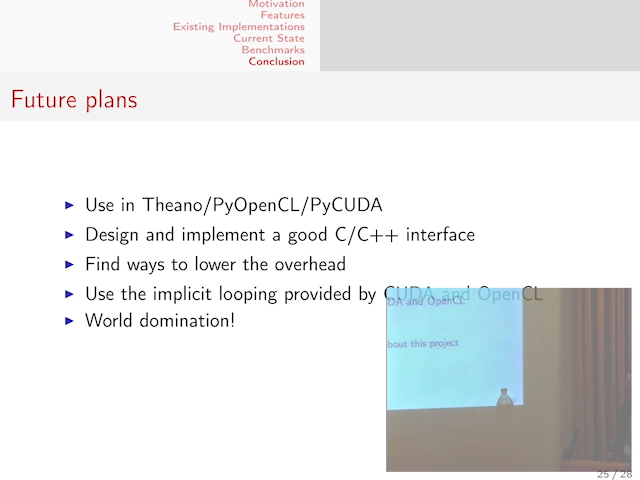 Motivation
Features
Existing Implementations
Current State
Benchmarks
Conclusion
Future plans
Use in Theano/PyOpenCL/PyCUDA
Design and implement a good C/C++ interface
Find ways to lower the overhead
Use the implicit looping provided by CUDA and OpenCL
World domination!
DA and OpenCL
bout this project
25 / 28